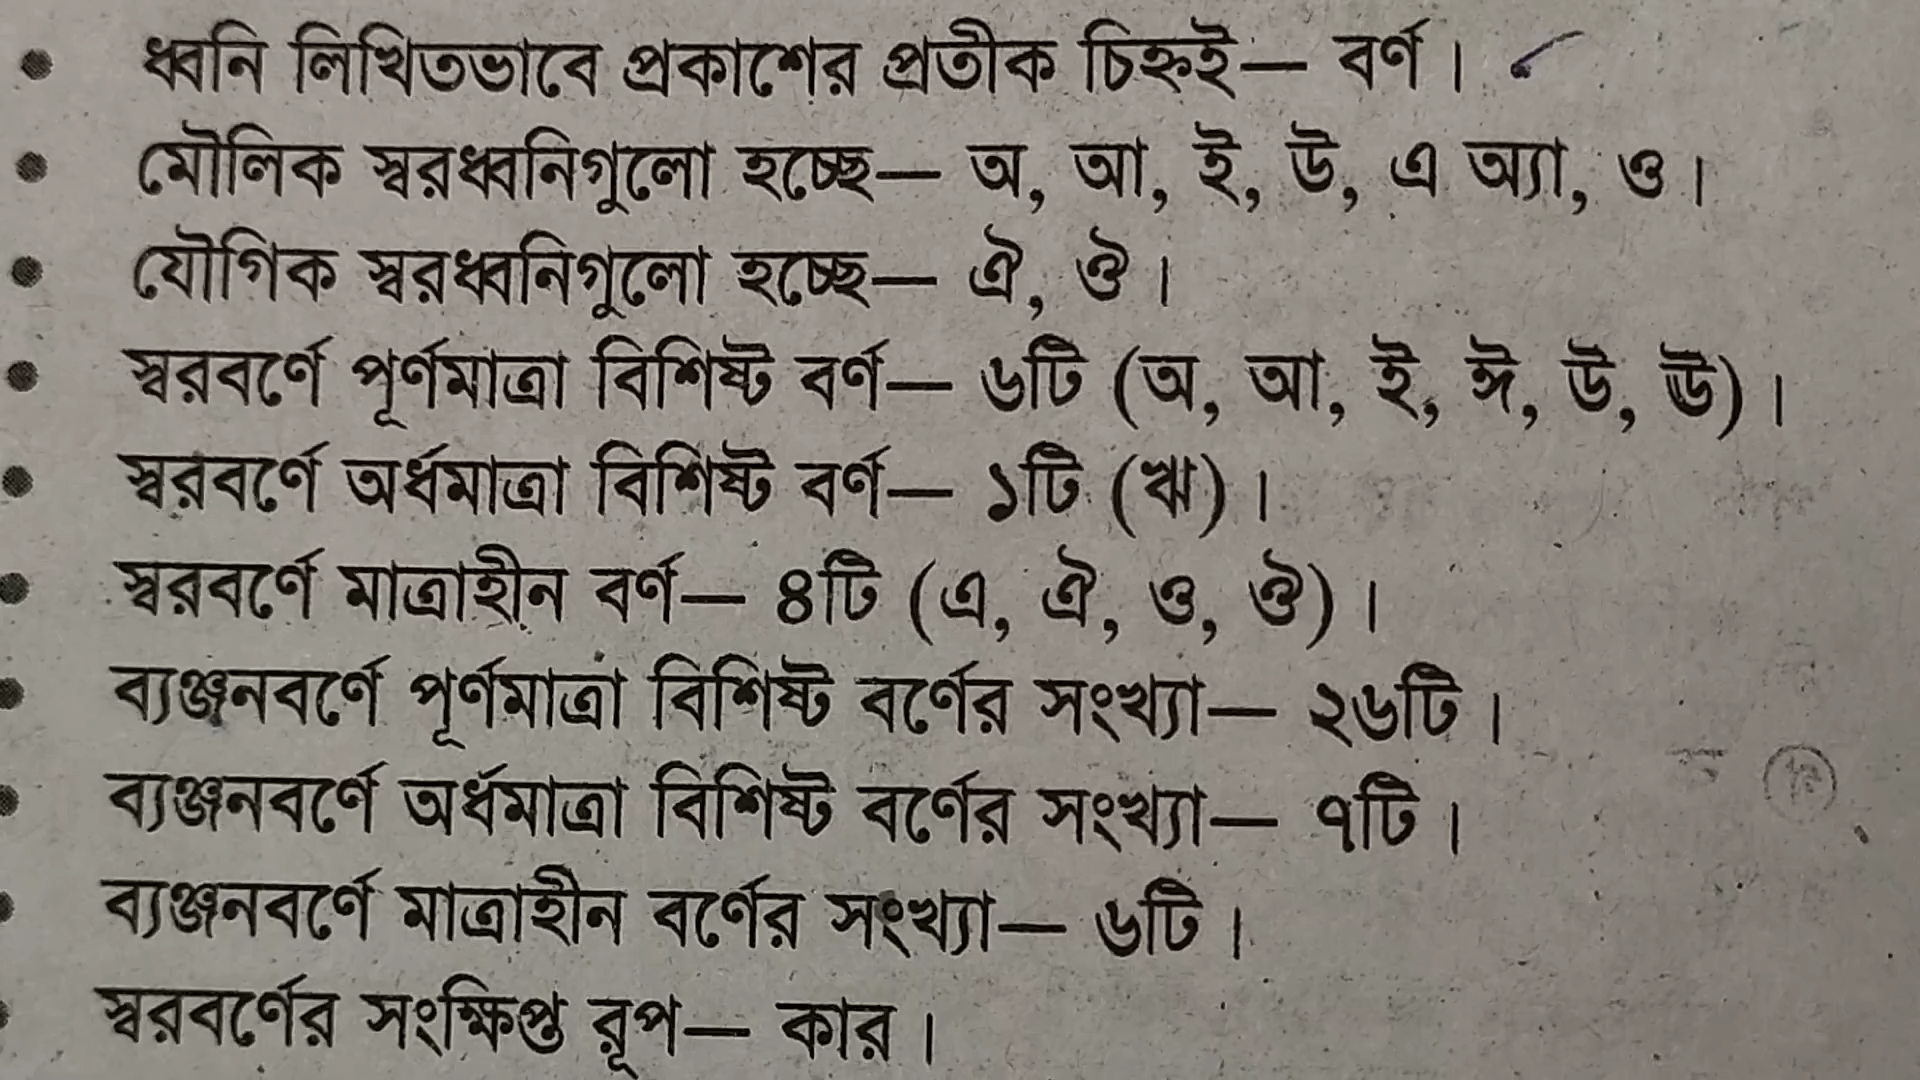 • ধ্বনি লিখিতভাবে প্রকাশের প্রতীক চিহ্নই— বর্ণ।
• মৌলিক স্বরধ্বনিগুলো হচ্ছে— অ, আ, ই, উ, এ অ্যা, ও।
• যৌগিক স্বরধ্বনিগুলো হচ্ছে— ঐ, ঔ।
• স্বরবর্ণে পূর্ণমাত্রা বিশিষ্ট বর্ণ— ৬টি (অ, আ, ই, ঈ, উ, ঊ)।
• স্বরবর্ণে অর্ধমাত্রা বিশিষ্ট বর্ণ— ১টি (ঋ)।
• স্বরবর্ণে মাত্রাহীন বর্ণ— ৪টি (এ, ঐ, ও, ঔ)।
• ব্যঞ্জনবর্ণে পূর্ণমাত্রা বিশিষ্ট বর্ণের সংখ্যা— ২৬টি।
• ব্যঞ্জনবর্ণে অর্ধমাত্রা বিশিষ্ট বর্ণের সংখ্যা— ৭টি।
• ব্যঞ্জনবর্ণে মাত্রাহীন বর্ণের সংখ্যা— ৬টি।
• স্বরবর্ণের সংক্ষিপ্ত রূপ— কার।